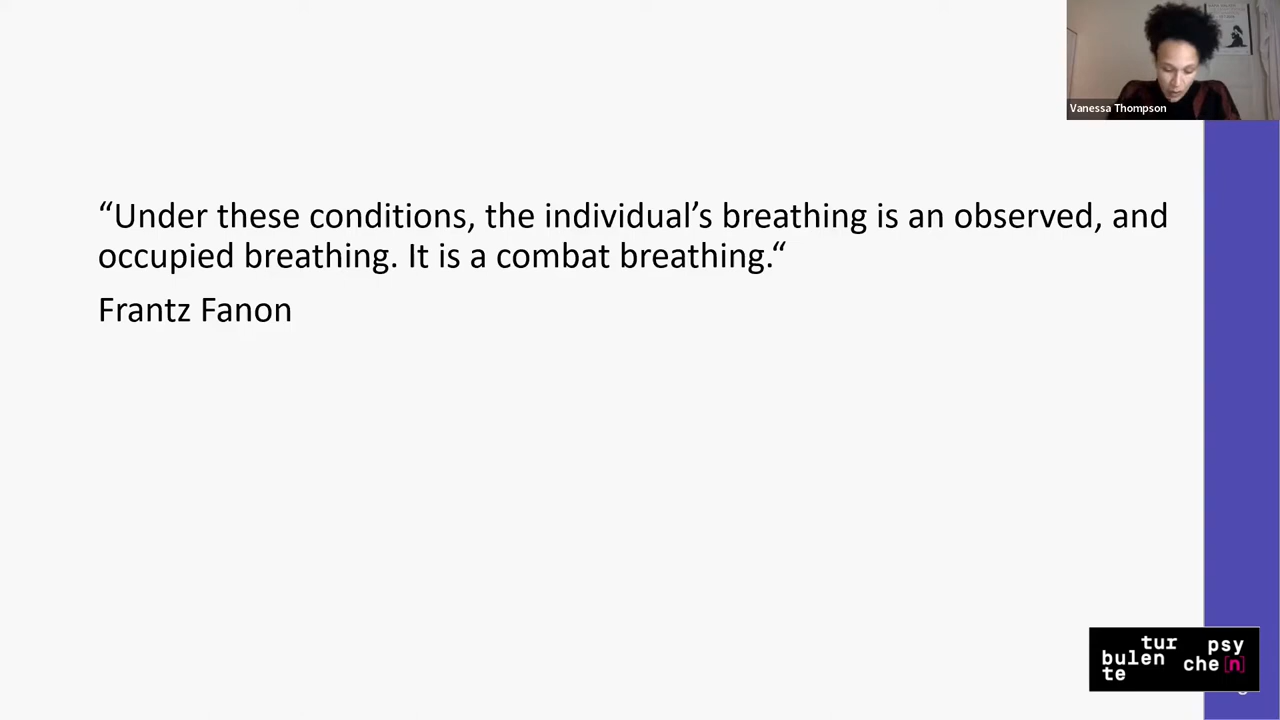 Vanessa Thompson
“Under these conditions, the individual’s breathing is an observed, and
occupied breathing. It is a combat breathing.“
Frantz Fanon
tur
bulen
te
psy
che[n]